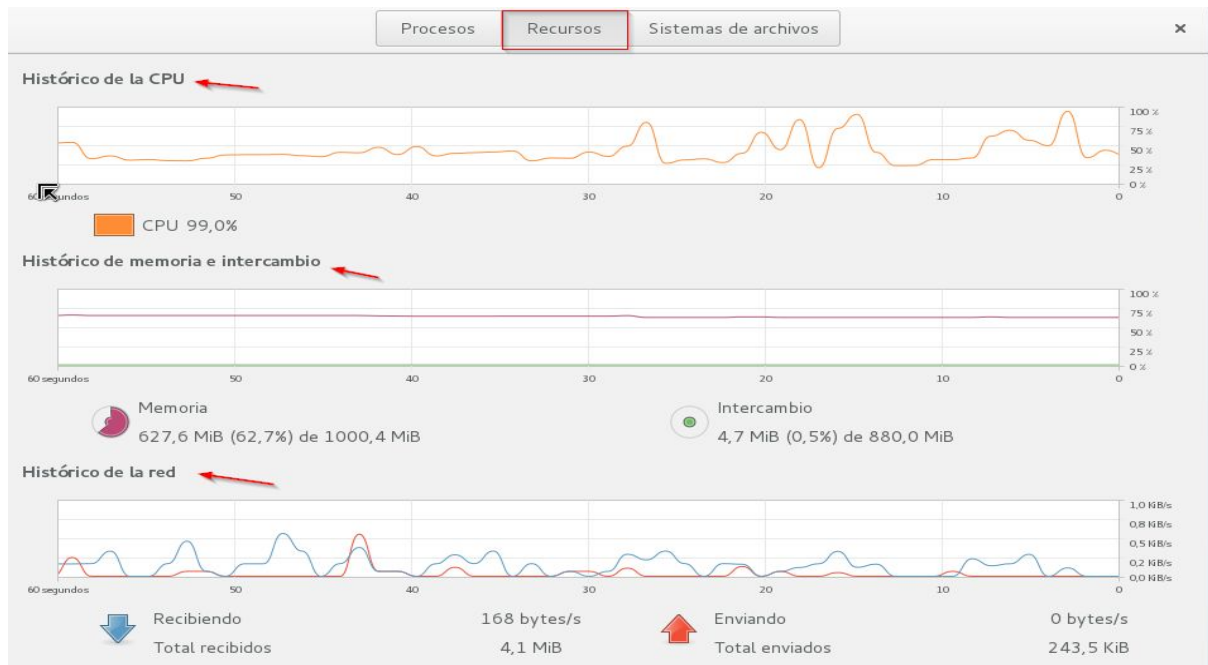 Procesos Recursos Sistemas de archivos ×
Histórico de la CPU
100 %
75 %
50 %
25 %
0 %
60 segundos 50 40 30 20 10 0
CPU 99,0%
Histórico de memoria e intercambio
100 %
75 %
50 %
25 %
0 %
60 segundos 50 40 30 20 10 0
Memoria Intercambio
627,6 MiB (62,7%) de 1000,4 MiB 4,7 MiB (0,5%) de 880,0 MiB
Histórico de la red
1,0 KiB/s
0,8 KiB/s
0,5 KiB/s
0,2 KiB/s
0,0 KiB/s
60 segundos 50 40 30 20 10 0
Recibiendo 168 bytes/s Enviando 0 bytes/s
Total recibidos 4,1 MiB Total enviados 243,5 KiB